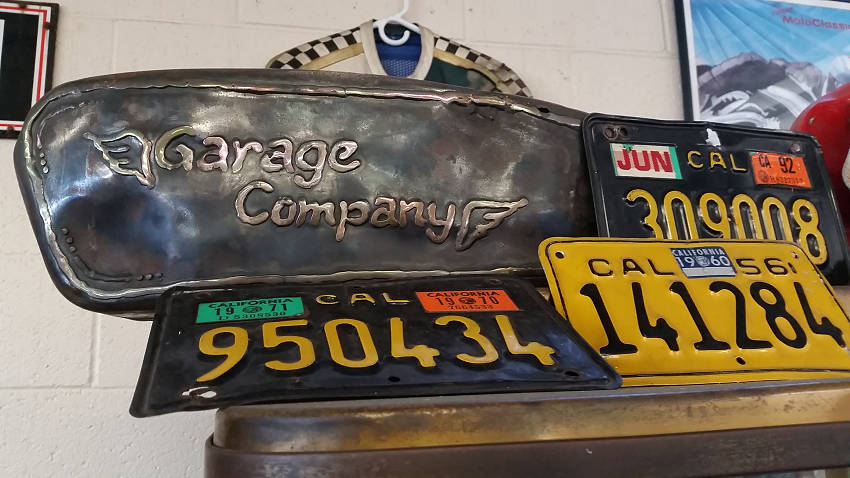 Garage
Company
MotoClassic
JUN
CAL
CA 92
309008
CALIFORNIA
19 60
CAL 56
141284
CALIFORNIA
19 71
CAL
CALIFORNIA
19 70
950434